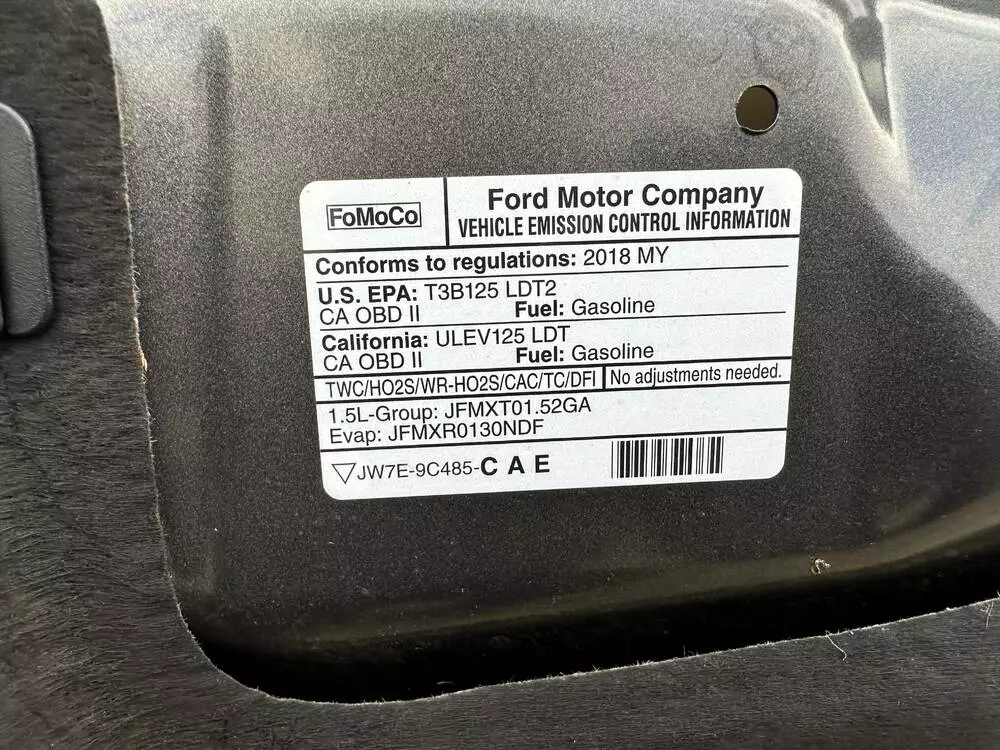 FoMoCo
Ford Motor Company
VEHICLE EMISSION CONTROL INFORMATION
Conforms to regulations: 2018 MY
U.S. EPA: T3B125 LDT2
CA OBD II Fuel: Gasoline
California: ULEV125 LDT
CA OBD II Fuel: Gasoline
TWC/HO2S/WR-HO2S/CAC/TC/DFI No adjustments needed.
1.5L-Group: JFMXT01.52GA
Evap: JFMXR0130NDF
JW7E-9C485-C A E